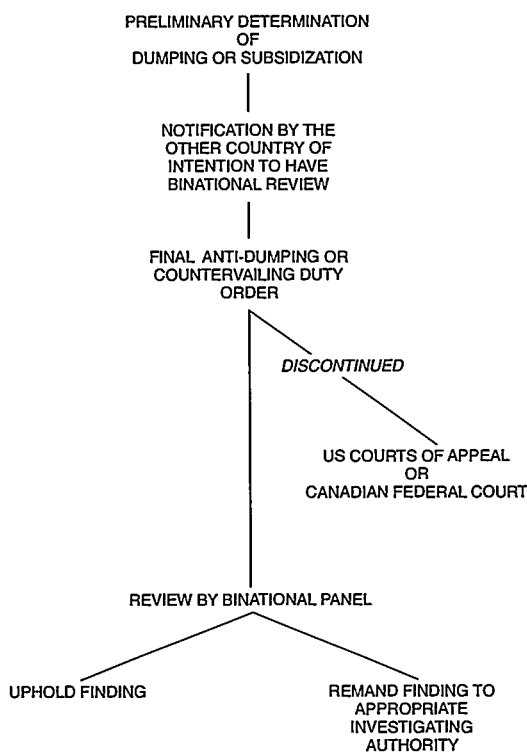 PRELIMINARY DETERMINATION
OF
DUMPING OR SUBSIDIZATION
NOTIFICATION BY THE
OTHER COUNTRY OF
INTENTION TO HAVE
BINATIONAL REVIEW
FINAL ANTI-DUMPING OR
COUNTERVAILING DUTY
ORDER
DISCONTINUED
US COURTS OF APPEAL
OR
CANADIAN FEDERAL COURT
REVIEW BY BINATIONAL PANEL
UPHOLD FINDING
REMAND FINDING TO
APPROPRIATE
INVESTIGATING
AUTHORITY